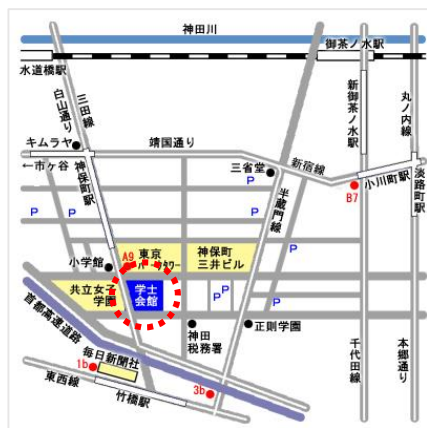 神田川
御茶ノ水駅
水道橋駅
白山通り
三田線
新御茶ノ水駅
丸ノ内線
キムラヤ
靖国通り
新宿線
三省堂
←市ヶ谷
神保町駅
小川町駅
淡路町駅
B7
P
半蔵門線
P
P
P
A9
東京
パークタワー
神保町
三井ビル
P
小学館
共立女子
学園
学士
会館
P
P
P
首都高速道路
神田
税務署
正則学園
千代田線
本郷通り
毎日新聞社
1b
東西線
竹橋駅
3b